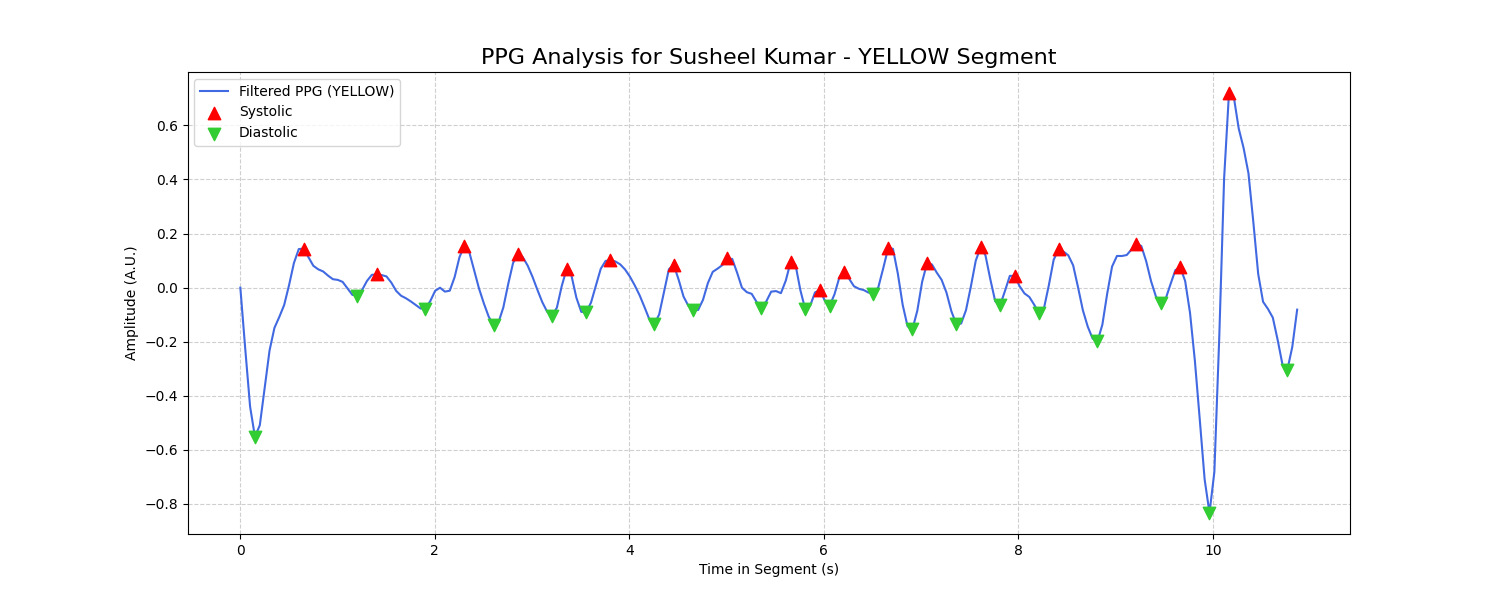 PPG Analysis for Susheel Kumar - YELLOW Segment
Filtered PPG (YELLOW)
Systolic
Diastolic
0.6
0.4
0.2
0.0
−0.2
−0.4
−0.6
−0.8
Amplitude (A.U.)
0 2 4 6 8 10
Time in Segment (s)